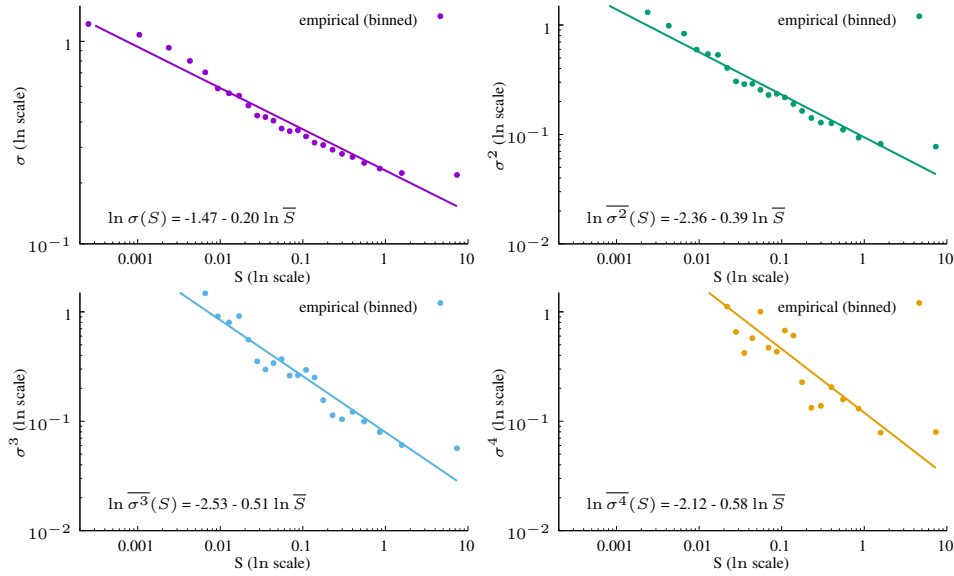 empirical (binned)
1
σ (ln scale)
ln σ(S) = -1.47 - 0.20 ln S̅
10⁻¹
0.001 0.01 0.1 1 10
S (ln scale)
empirical (binned)
1
10⁻¹
σ² (ln scale)
ln σ²̅(S) = -2.36 - 0.39 ln S̅
10⁻²
0.001 0.01 0.1 1 10
S (ln scale)
empirical (binned)
1
10⁻¹
σ³ (ln scale)
ln σ³̅(S) = -2.53 - 0.51 ln S̅
10⁻²
0.001 0.01 0.1 1 10
S (ln scale)
empirical (binned)
1
10⁻¹
σ⁴ (ln scale)
ln σ⁴̅(S) = -2.12 - 0.58 ln S̅
10⁻²
0.001 0.01 0.1 1 10
S (ln scale)